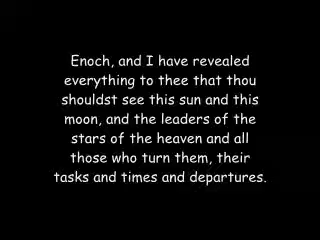 Enoch, and I have revealed
everything to thee that thou
shouldst see this sun and this
moon, and the leaders of the
stars of the heaven and all
those who turn them, their
tasks and times and departures.